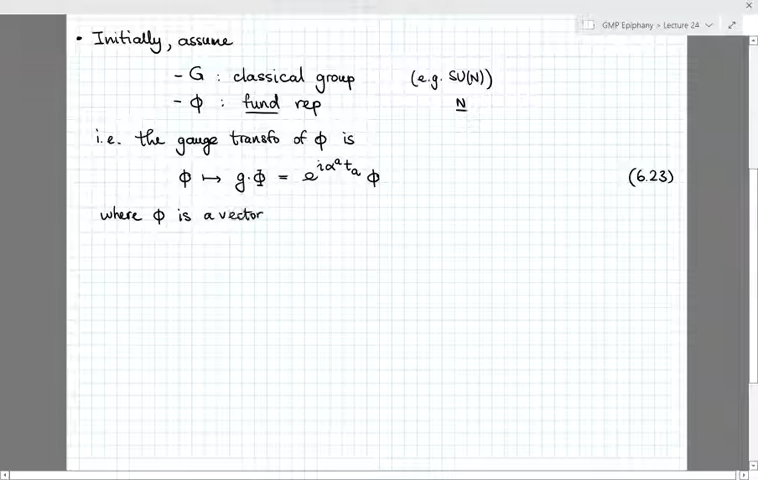 GMP Epiphany > Lecture 24
• Initially, assume
- G : classical group (e.g. SU(N))
- Φ : fund rep N
i.e. the gauge transfo of ϕ is
ϕ ↦ g·Φ = e^{iα^a t_a} ϕ (6.23)
where ϕ is a vector